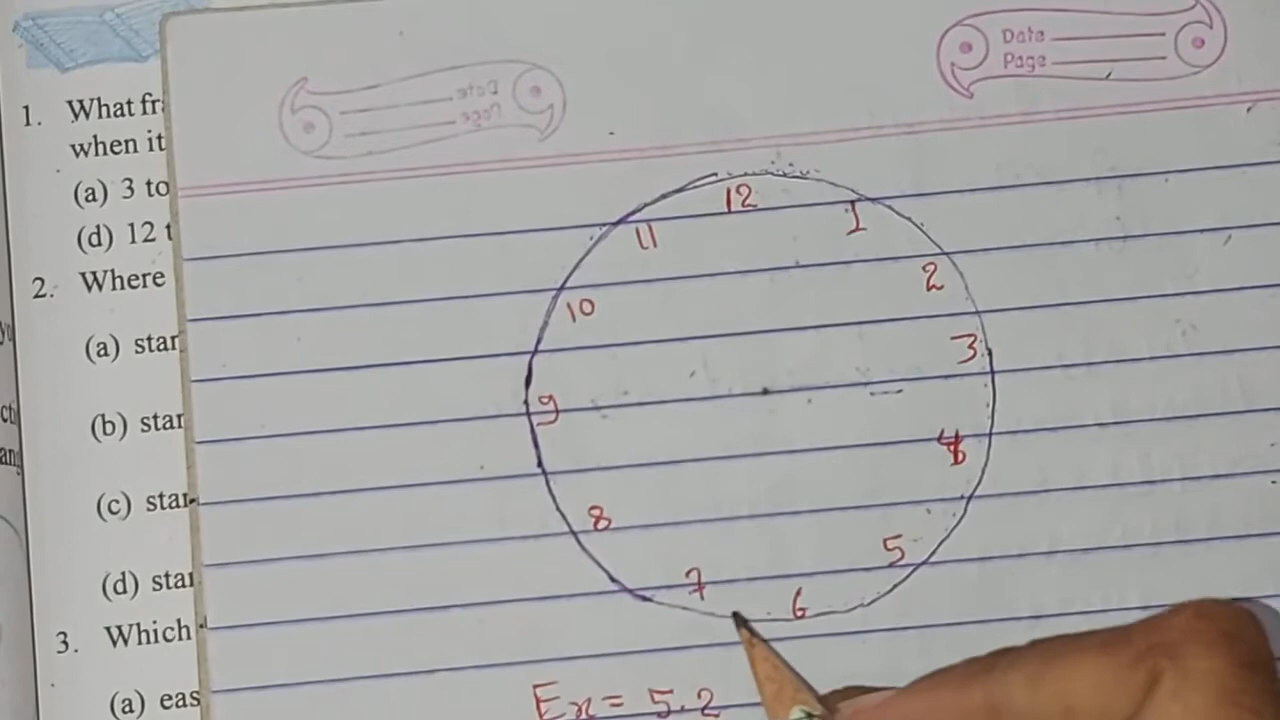 1. What fr
when it
(a) 3 to
(d) 12 t
2. Where
(a) star
(b) star
(c) star
(d) star
3. Which
(a) eas
Date
Page
12
1
11
2
10
3
9
4
8
5
7
6
Ex = 5.2